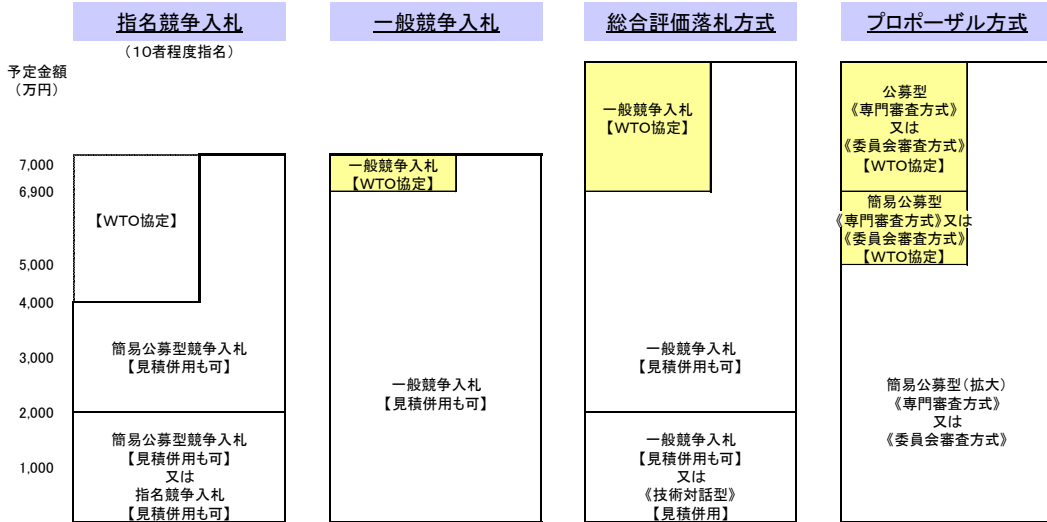 指名競争入札
(10者程度指名)
一般競争入札
総合評価落札方式
プロポーザル方式
予定金額
(万円)
7,000
6,900
5,000
4,000
3,000
2,000
1,000
【WTO協定】
簡易公募型競争入札
【見積併用も可】
簡易公募型競争入札
【見積併用も可】
又は
指名競争入札
【見積併用も可】
一般競争入札
【WTO協定】
一般競争入札
【見積併用も可】
一般競争入札
【WTO協定】
一般競争入札
【見積併用も可】
一般競争入札
【見積併用も可】
又は
《技術対話型》
【見積併用】
公募型
《専門審査方式》
又は
《委員会審査方式》
【WTO協定】
簡易公募型
《専門審査方式》又は
《委員会審査方式》
【WTO協定】
簡易公募型(拡大)
《専門審査方式》
又は
《委員会審査方式》